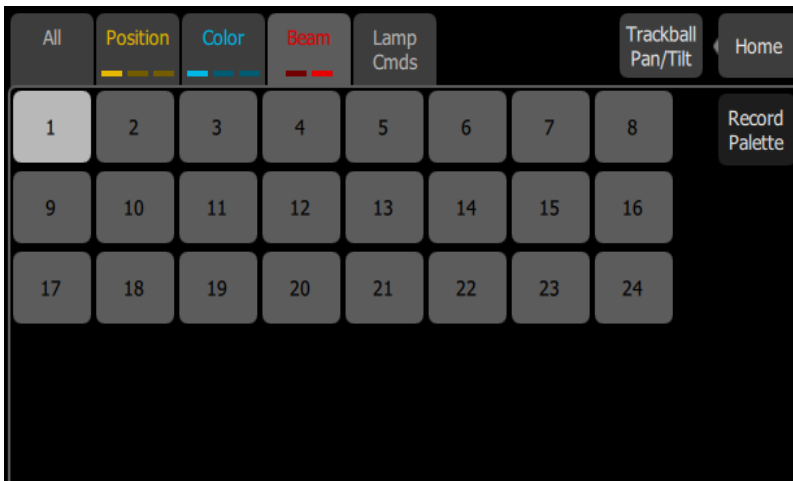 All Position Color Beam Lamp Cmds Trackball Pan/Tilt Home
1 2 3 4 5 6 7 8 Record Palette
9 10 11 12 13 14 15 16
17 18 19 20 21 22 23 24